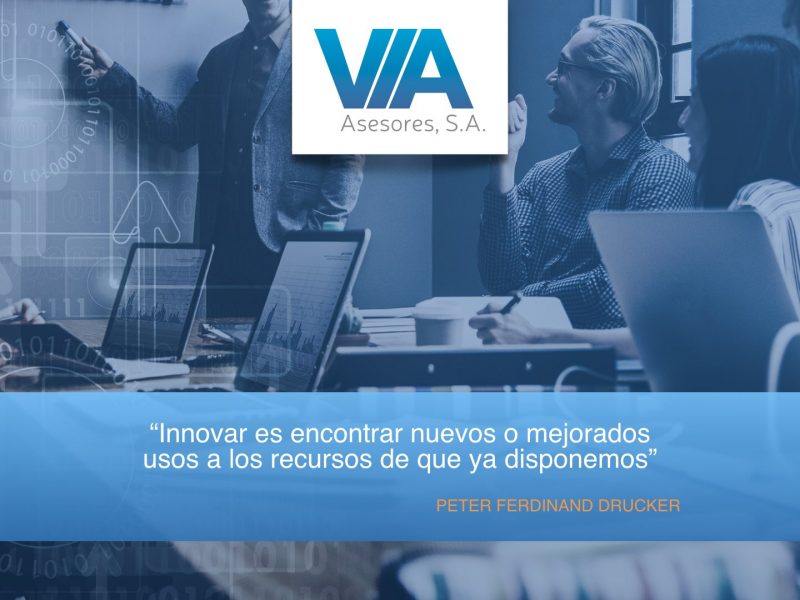 VIA
Asesores, S.A.
“Innovar es encontrar nuevos o mejorados
usos a los recursos de que ya disponemos”
PETER FERDINAND DRUCKER